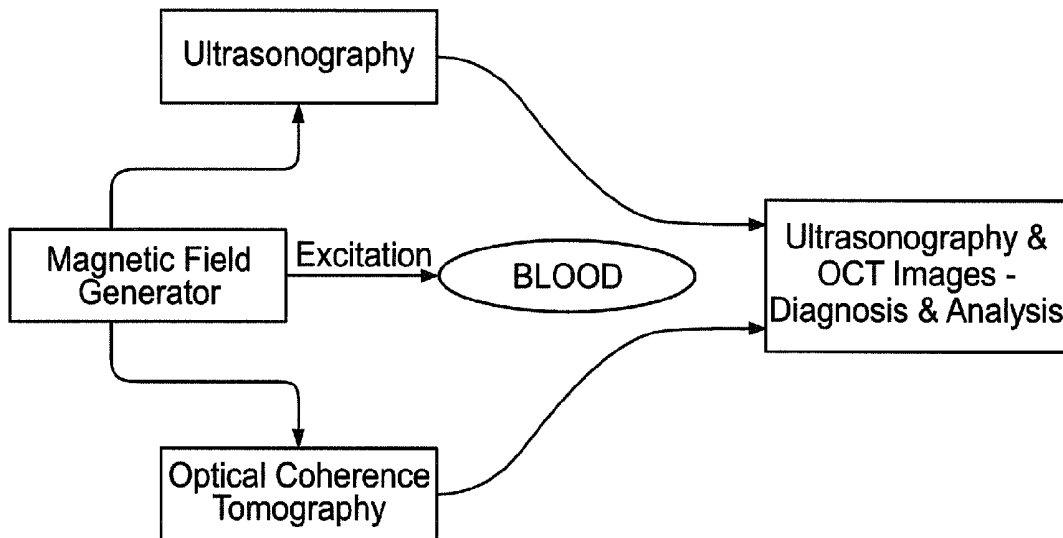 Ultrasonography
Magnetic Field
Generator
Excitation
BLOOD
Ultrasonography &
OCT Images -
Diagnosis & Analysis
Optical Coherence
Tomography